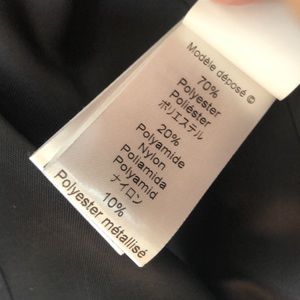 Modèle déposé ©
70%
Polyester
Poliéster
ポリエステル
20%
Polyamide
Nylon
Poliamida
Polyamid
ナイロン
10%
Polyester métallisé